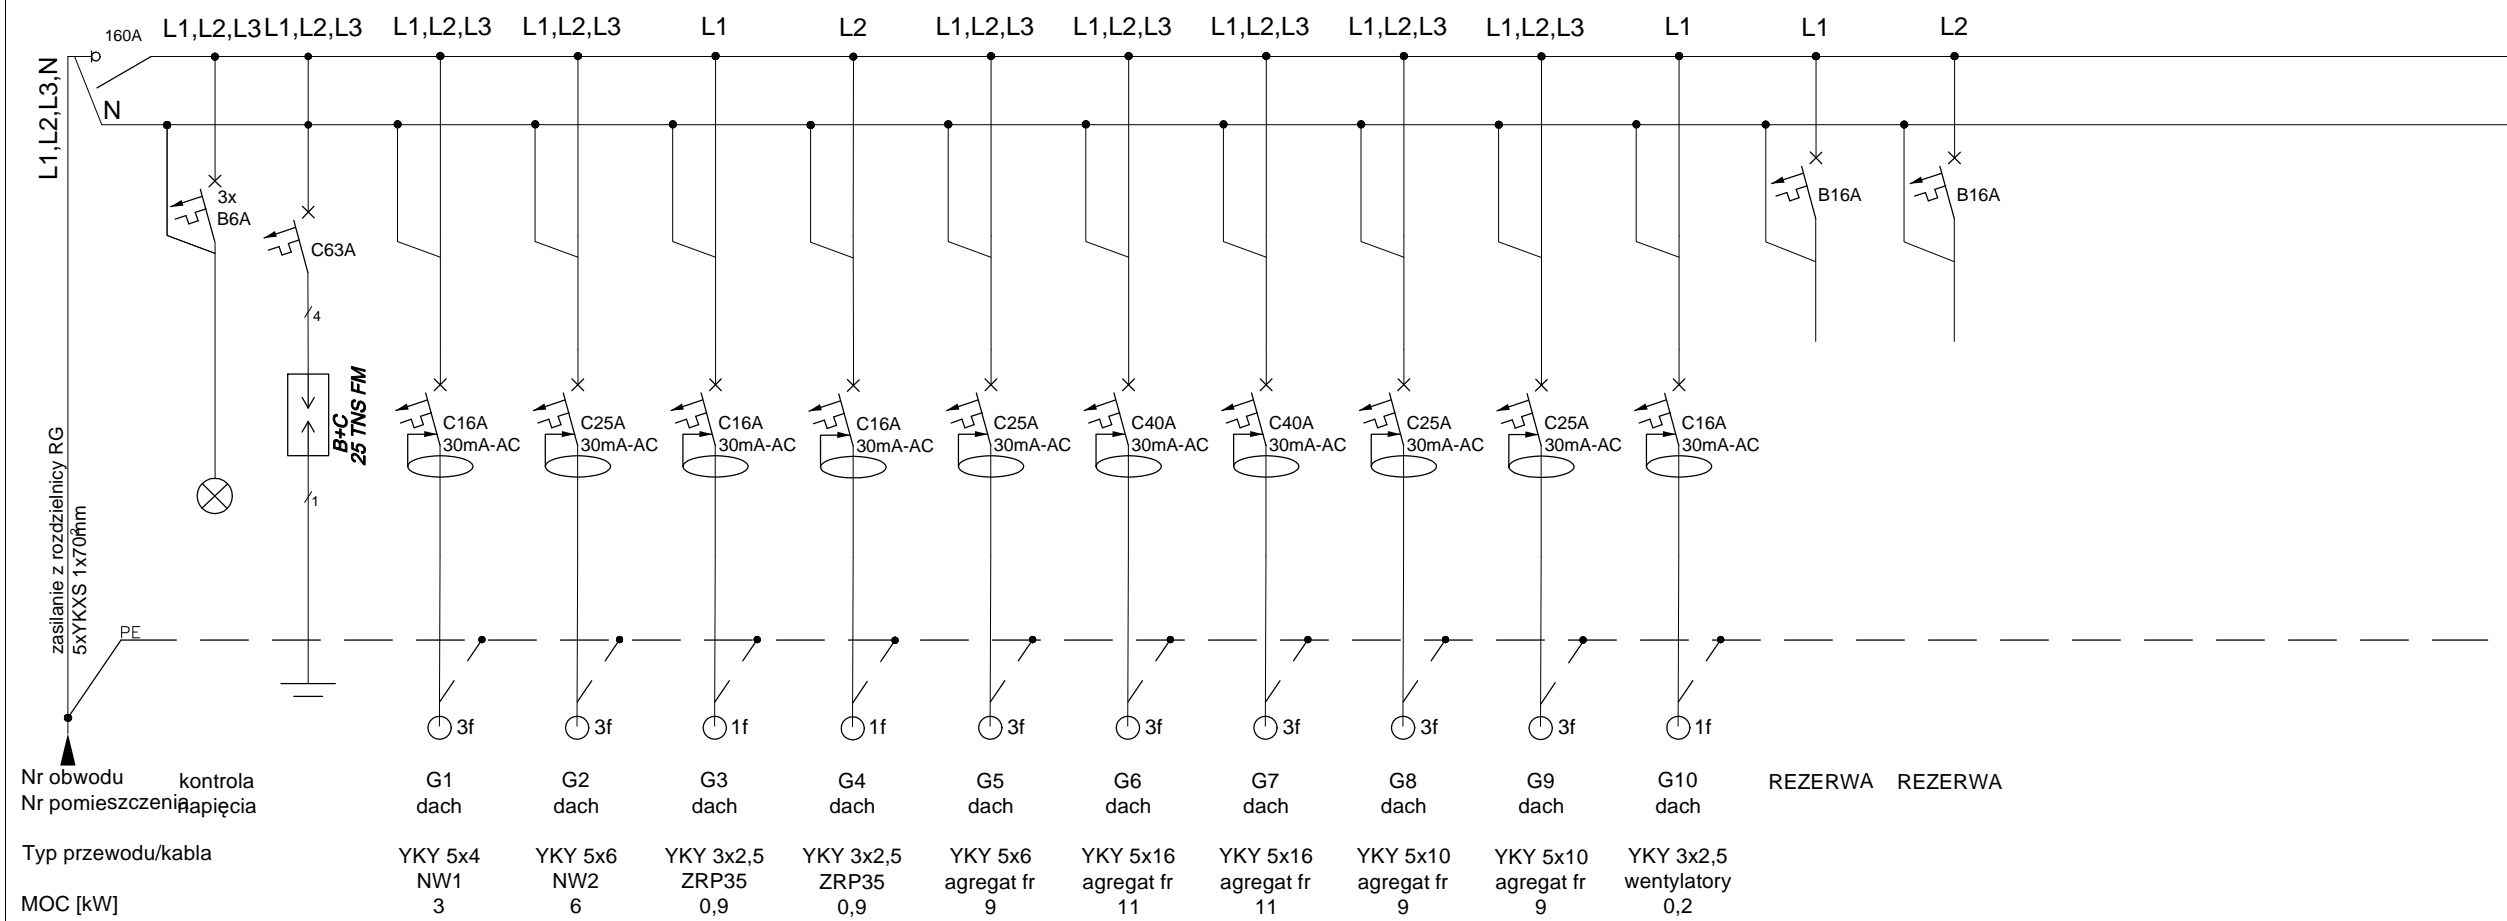 160A
L1,L2,L3 L1,L2,L3 L1,L2,L3 L1,L2,L3 L1 L2 L1,L2,L3 L1,L2,L3 L1,L2,L3 L1,L2,L3 L1,L2,L3 L1 L1 L2
L1,L2,L3,N
N
3x
B6A
C63A
B16A
B16A
4
B+C
25 TNS FM
1
C16A
30mA-AC
C25A
30mA-AC
C16A
30mA-AC
C16A
30mA-AC
C25A
30mA-AC
C40A
30mA-AC
C40A
30mA-AC
C25A
30mA-AC
C25A
30mA-AC
C16A
30mA-AC
zasilanie z rozdzielnicy RG
5xYKXS 1x70mm²
PE
3f 3f 1f 1f 3f 3f 3f 3f 3f 1f
Nr obwodu kontrola G1 G2 G3 G4 G5 G6 G7 G8 G9 G10 REZERWA REZERWA
Nr pomieszczenia napięcia dach dach dach dach dach dach dach dach dach dach
Typ przewodu/kabla YKY 5x4 YKY 5x6 YKY 3x2,5 YKY 3x2,5 YKY 5x6 YKY 5x16 YKY 5x16 YKY 5x10 YKY 5x10 YKY 3x2,5
NW1 NW2 ZRP35 ZRP35 agregat fr agregat fr agregat fr agregat fr agregat fr wentylatory
MOC [kW] 3 6 0,9 0,9 9 11 11 9 9 0,2